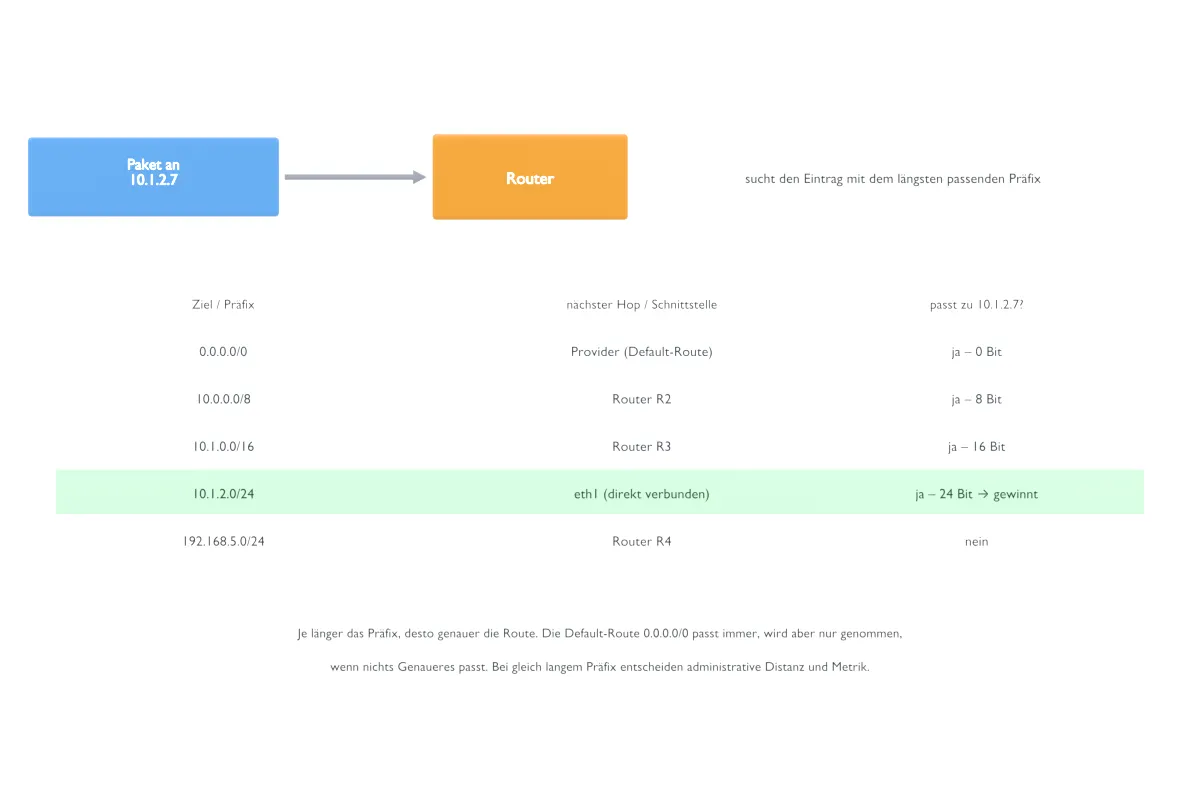 Paket an
10.1.2.7
Router
sucht den Eintrag mit dem längsten passenden Präfix
Ziel / Präfix nächster Hop / Schnittstelle passt zu 10.1.2.7?
0.0.0.0/0 Provider (Default-Route) ja – 0 Bit
10.0.0.0/8 Router R2 ja – 8 Bit
10.1.0.0/16 Router R3 ja – 16 Bit
10.1.2.0/24 eth1 (direkt verbunden) ja – 24 Bit → gewinnt
192.168.5.0/24 Router R4 nein
Je länger das Präfix, desto genauer die Route. Die Default-Route 0.0.0.0/0 passt immer, wird aber nur genommen,
wenn nichts Genaueres passt. Bei gleich langem Präfix entscheiden administrative Distanz und Metrik.